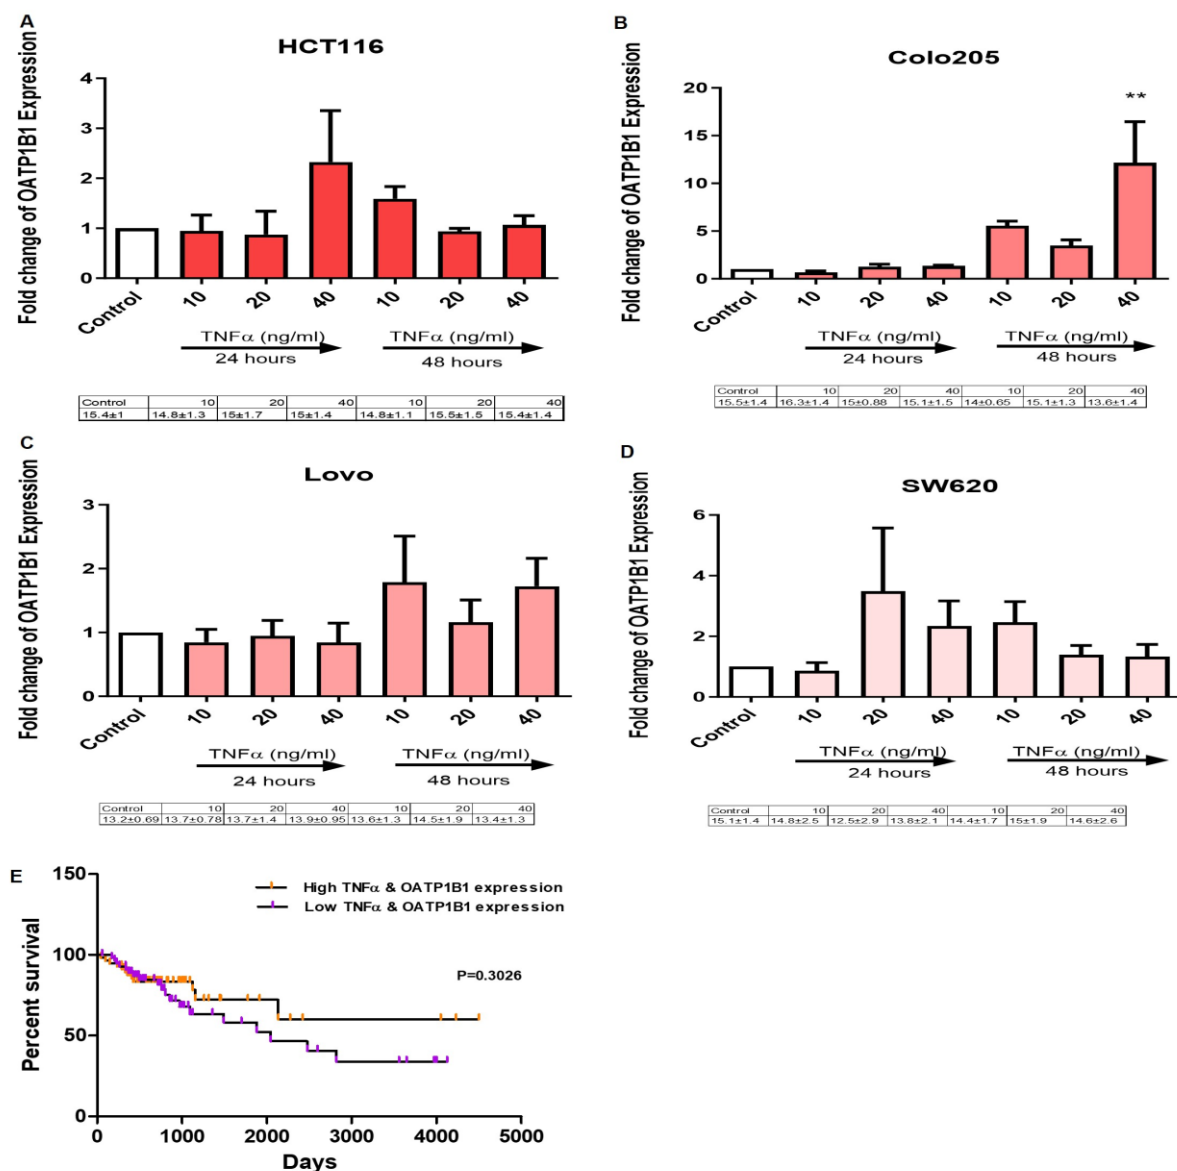 A
HCT116
Fold change of OATP1B1 Expression
4
3
2
1
0
Control
10
20
40
10
20
40
TNFα (ng/ml)
24 hours
TNFα (ng/ml)
48 hours
Control 10 20 40 10 20 40
15.4±1 14.8±1.3 15±1.7 15±1.4 14.8±1.1 15.5±1.5 15.4±1.4
B
Colo205
Fold change of OATP1B1 Expression
20
15
10
5
0
**
Control
10
20
40
10
20
40
TNFα (ng/ml)
24 hours
TNFα (ng/ml)
48 hours
Control 10 20 40 10 20 40
15.5±1.4 16.3±1.4 15±0.88 15.1±1.5 14±0.65 15.1±1.3 13.6±1.4
C
Lovo
Fold change of OATP1B1 Expression
3
2
1
0
Control
10
20
40
10
20
40
TNFα (ng/ml)
24 hours
TNFα (ng/ml)
48 hours
Control 10 20 40 10 20 40
13.2±0.69 13.7±0.78 13.7±1.4 13.9±0.95 13.6±1.3 14.5±1.9 13.4±1.3
D
SW620
Fold change of OATP1B1 Expression
6
4
2
0
Control
10
20
40
10
20
40
TNFα (ng/ml)
24 hours
TNFα (ng/ml)
48 hours
Control 10 20 40 10 20 40
15.1±1.4 14.8±2.5 12.5±2.9 13.8±2.1 14.4±1.7 15±1.9 14.6±2.6
E
Percent survival
150
100
50
0
High TNFα & OATP1B1 expression
Low TNFα & OATP1B1 expression
P=0.3026
0 1000 2000 3000 4000 5000
Days